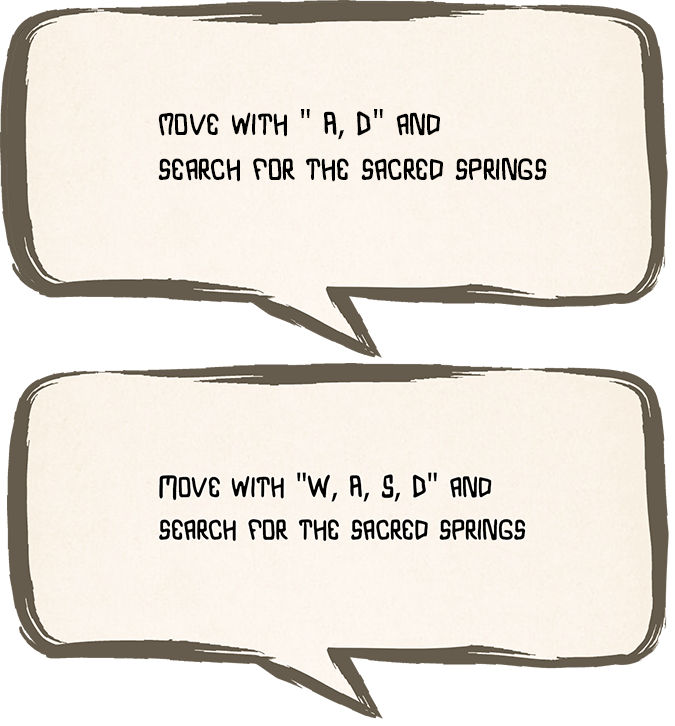 MOVE WITH " A, D" AND
SEARCH FOR THE SACRED SPRINGS
MOVE WITH "W, A, S, D" AND
SEARCH FOR THE SACRED SPRINGS